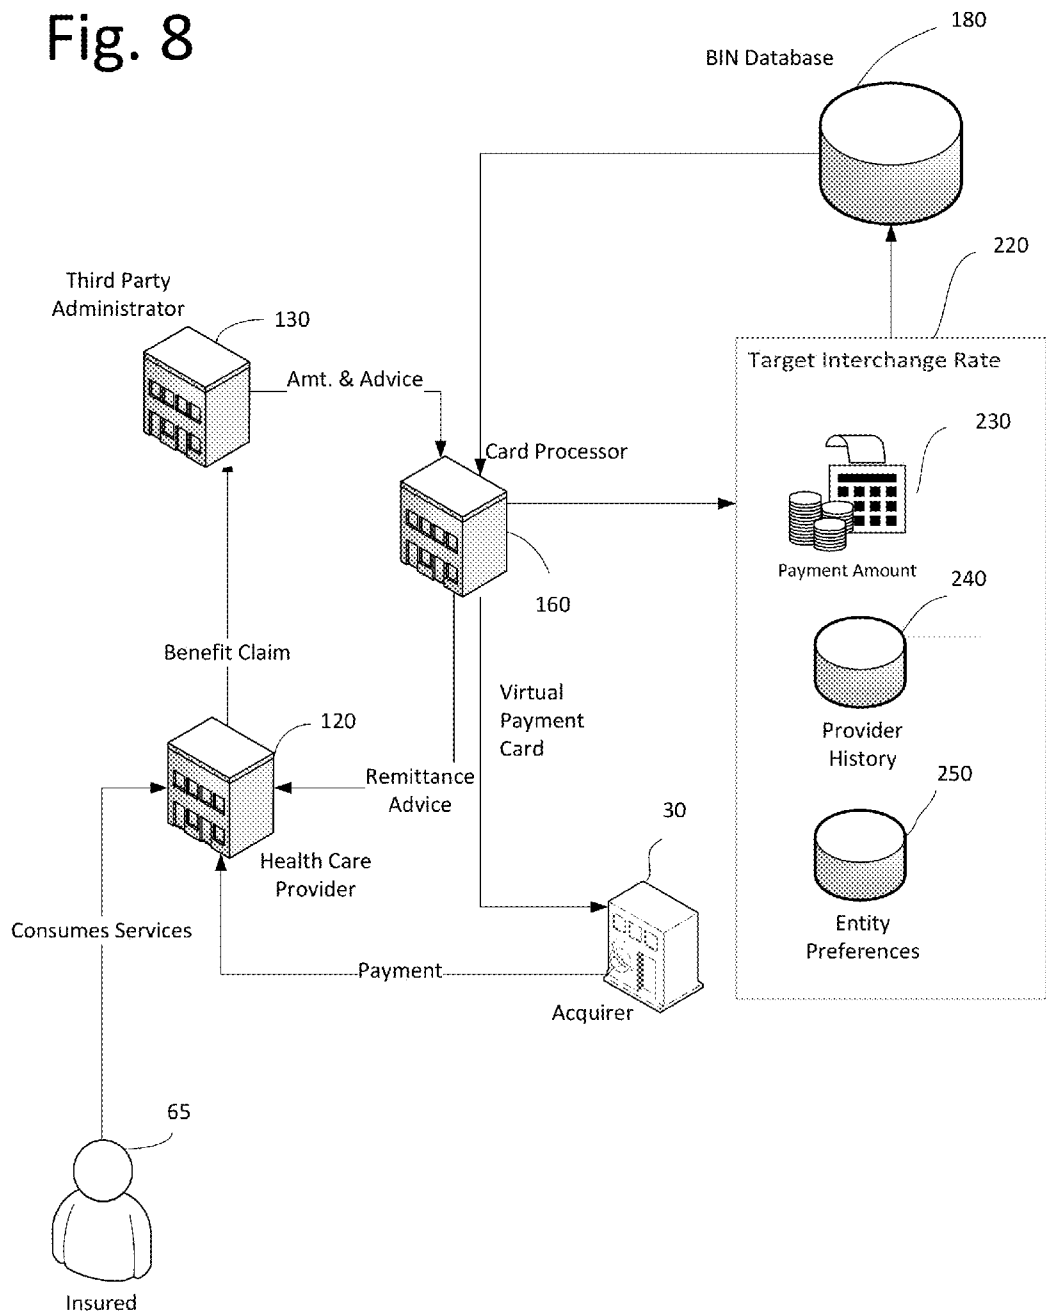 Fig. 8
180
BIN Database
220
Third Party
Administrator
130
Target Interchange Rate
Amt. & Advice
230
Card Processor
Payment Amount
240
160
Benefit Claim
Virtual
Payment
Card
120
Provider
History
Remittance
Advice
250
30
Health Care
Provider
Consumes Services
Entity
Preferences
Payment
Acquirer
65
Insured